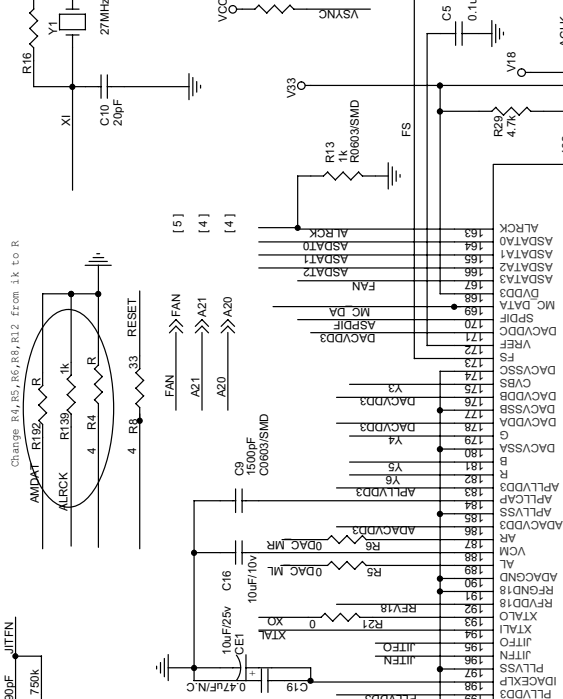 VCC
VSYNC
R16
Y1
27MHz
C10
20pF
XI
C5
0.1u
V33
V18
R29
4.7k
FS
R13
1k
R0603/SMD
[5]
[4]
[4]
Change R4,R5,R6,R8,R12 from ik to R
R192
R
AMDAT
R139
1k
ALRCK
4
R4
R
4
R8
33
RESET
FAN
FAN
A21
A21
A20
A20
ALRCK
163
ALRCK
ASDAT0
164
ASDATA0
ASDAT1
165
ASDATA1
ASDAT2
166
ASDATA2
167
ASDATA3
FAN
168
DVDD3
MC_DA
169
MC_DATA
ASPDIF
170
SPDIF
DACVDD3
171
DACVDDC
172
VREF
173
FS
174
DACVSSC
Y3
175
CVBS
DACVDD3
176
DACVDDB
177
DACVSSB
DACVDD3
178
DACVDDA
Y4
179
G
180
DACVSSA
Y5
181
B
Y6
182
R
APLLVDD3
183
APLLVDD3
184
APLLCAP
185
APLLVSS
ADACVDD3
186
ADACVDD3
DAC_MR
0
R6
187
AR
188
VCM
DAC_ML
0
R5
189
AL
190
ADACGND
191
RFGND18
RFV18
192
RFVDD18
XO
0
R21
193
XTALO
XTAL
194
XTALI
JITFO
195
JITFO
JITFN
196
JITFN
197
PLLVSS
198
IDACEXLP
199
PLLVDD3
C9
1500pF
C0603/SMD
C16
10uF/10v
10uF/25v
CE1
0.47uF/N.C
C19
JITFN
90pF
750k